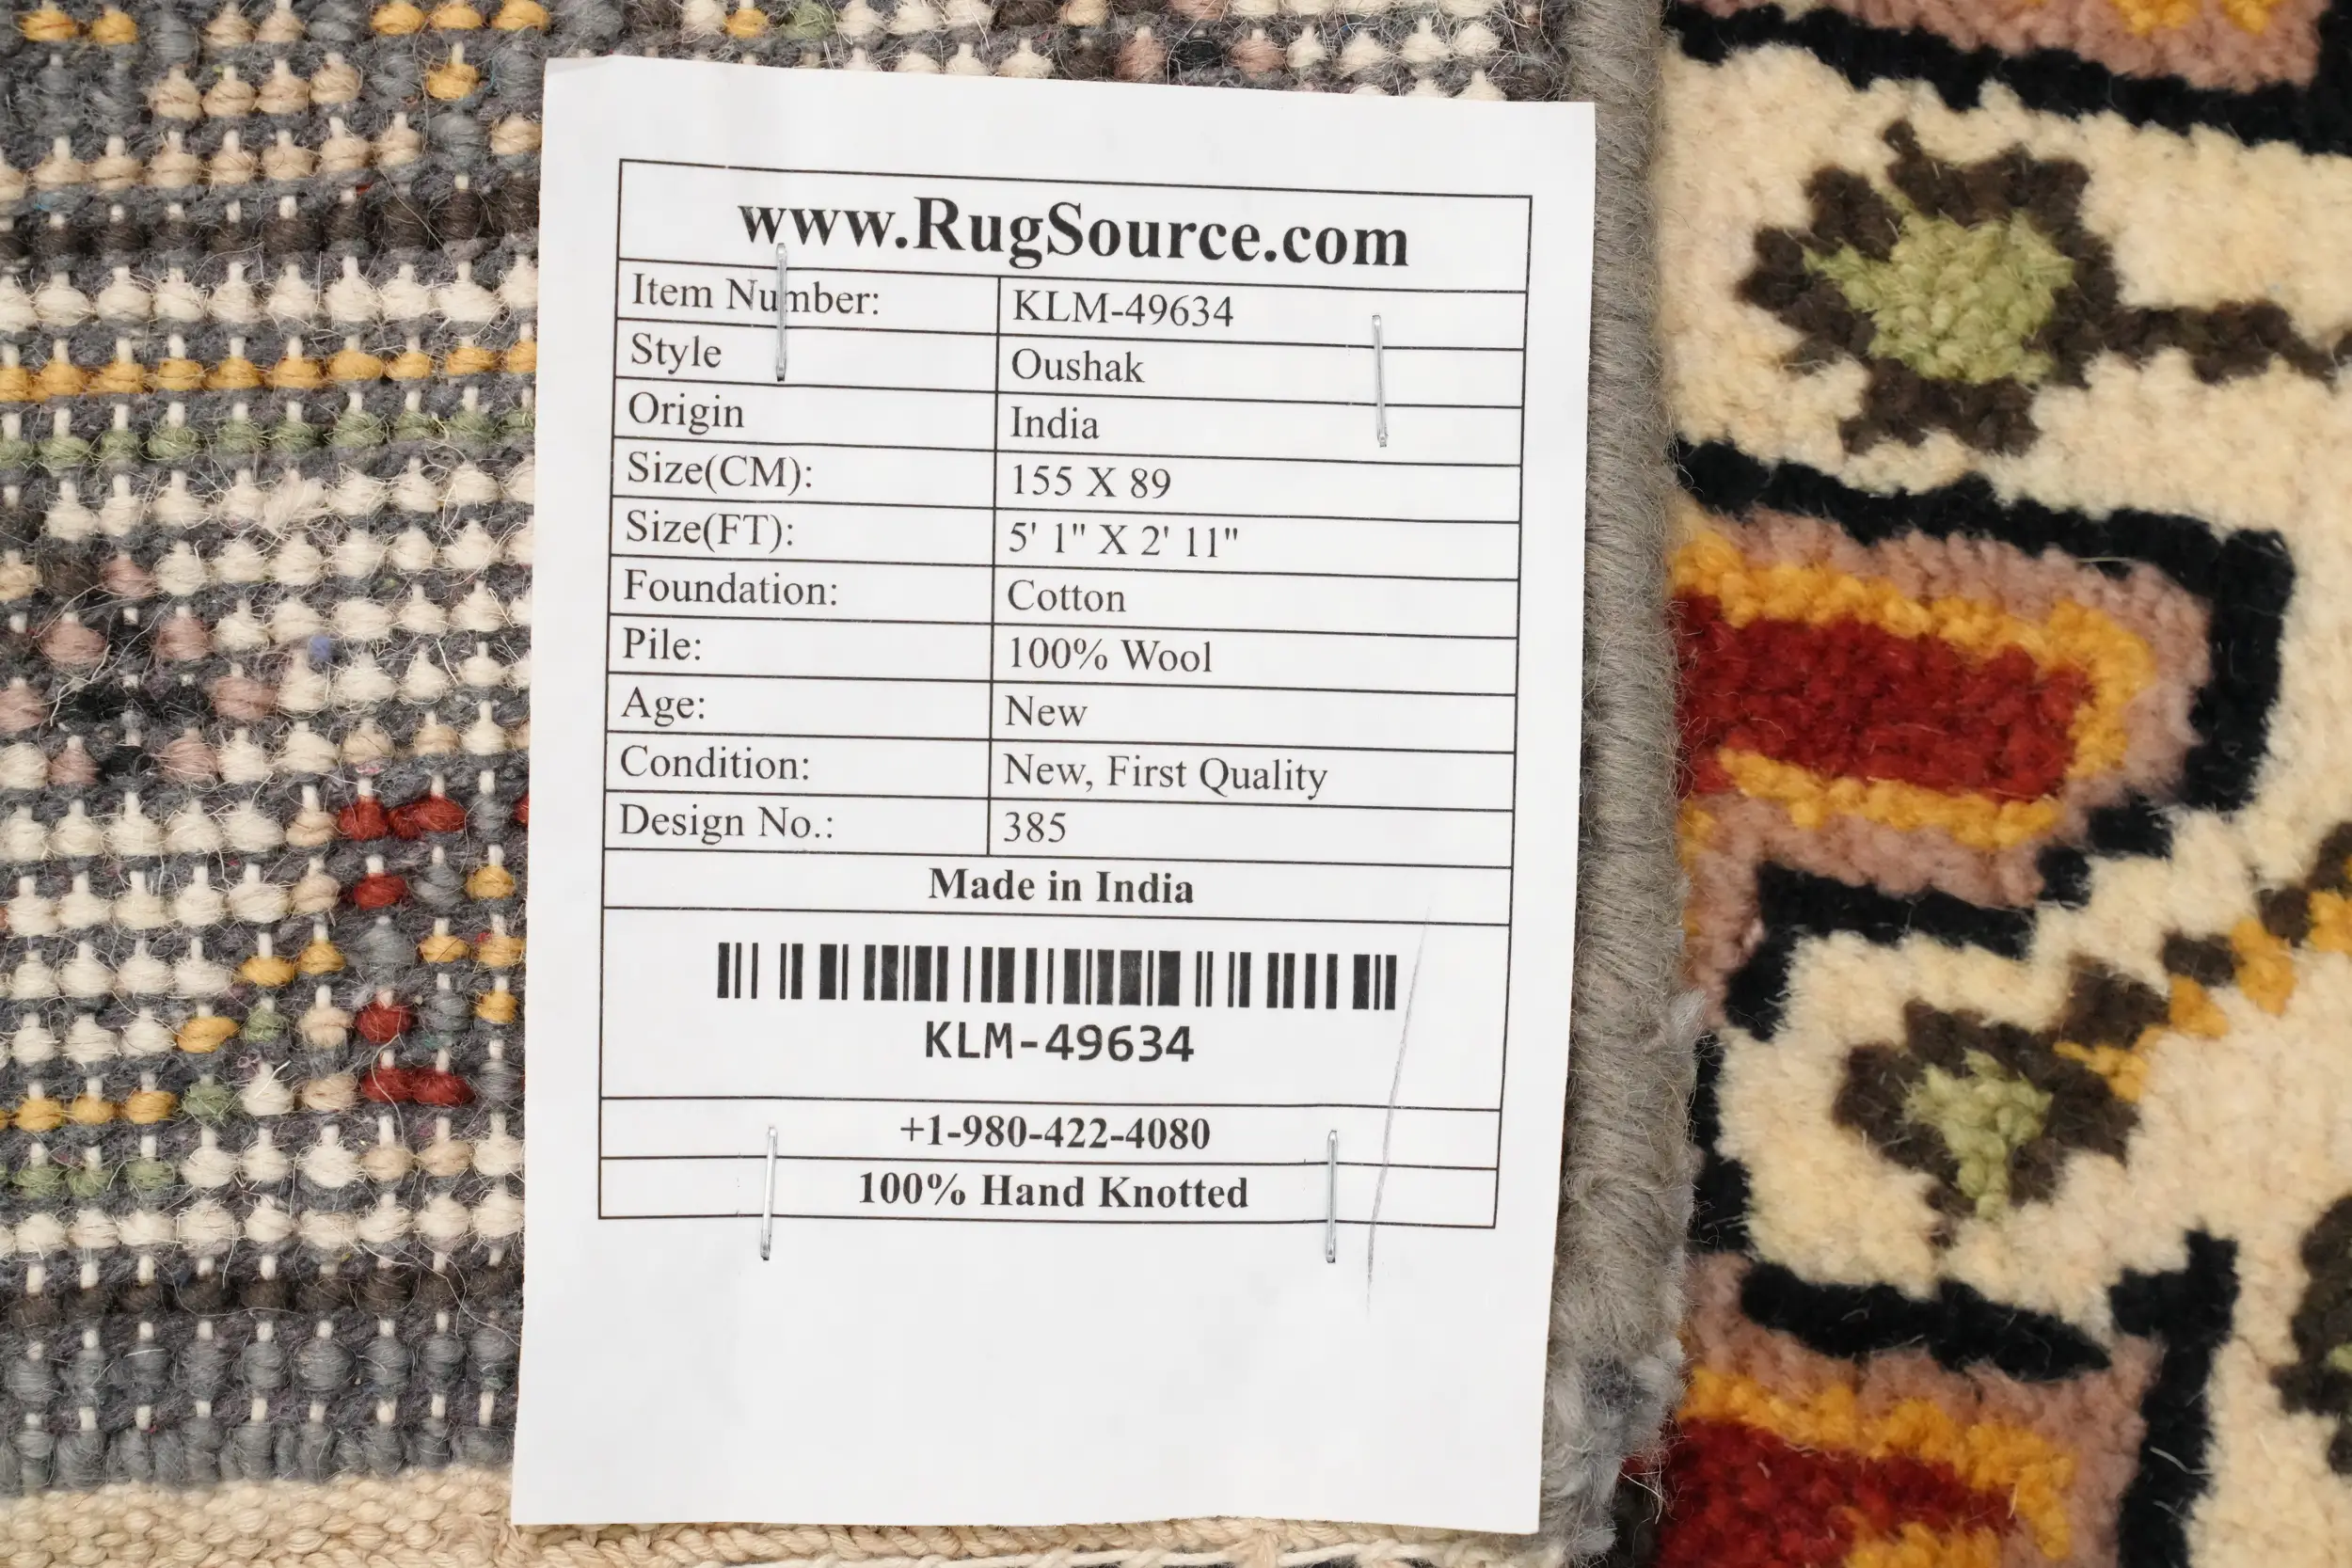 www.RugSource.com
Item Number: KLM-49634
Style Oushak
Origin India
Size(CM): 155 X 89
Size(FT): 5' 1" X 2' 11"
Foundation: Cotton
Pile: 100% Wool
Age: New
Condition: New, First Quality
Design No.: 385
Made in India
KLM-49634
+1-980-422-4080
100% Hand Knotted